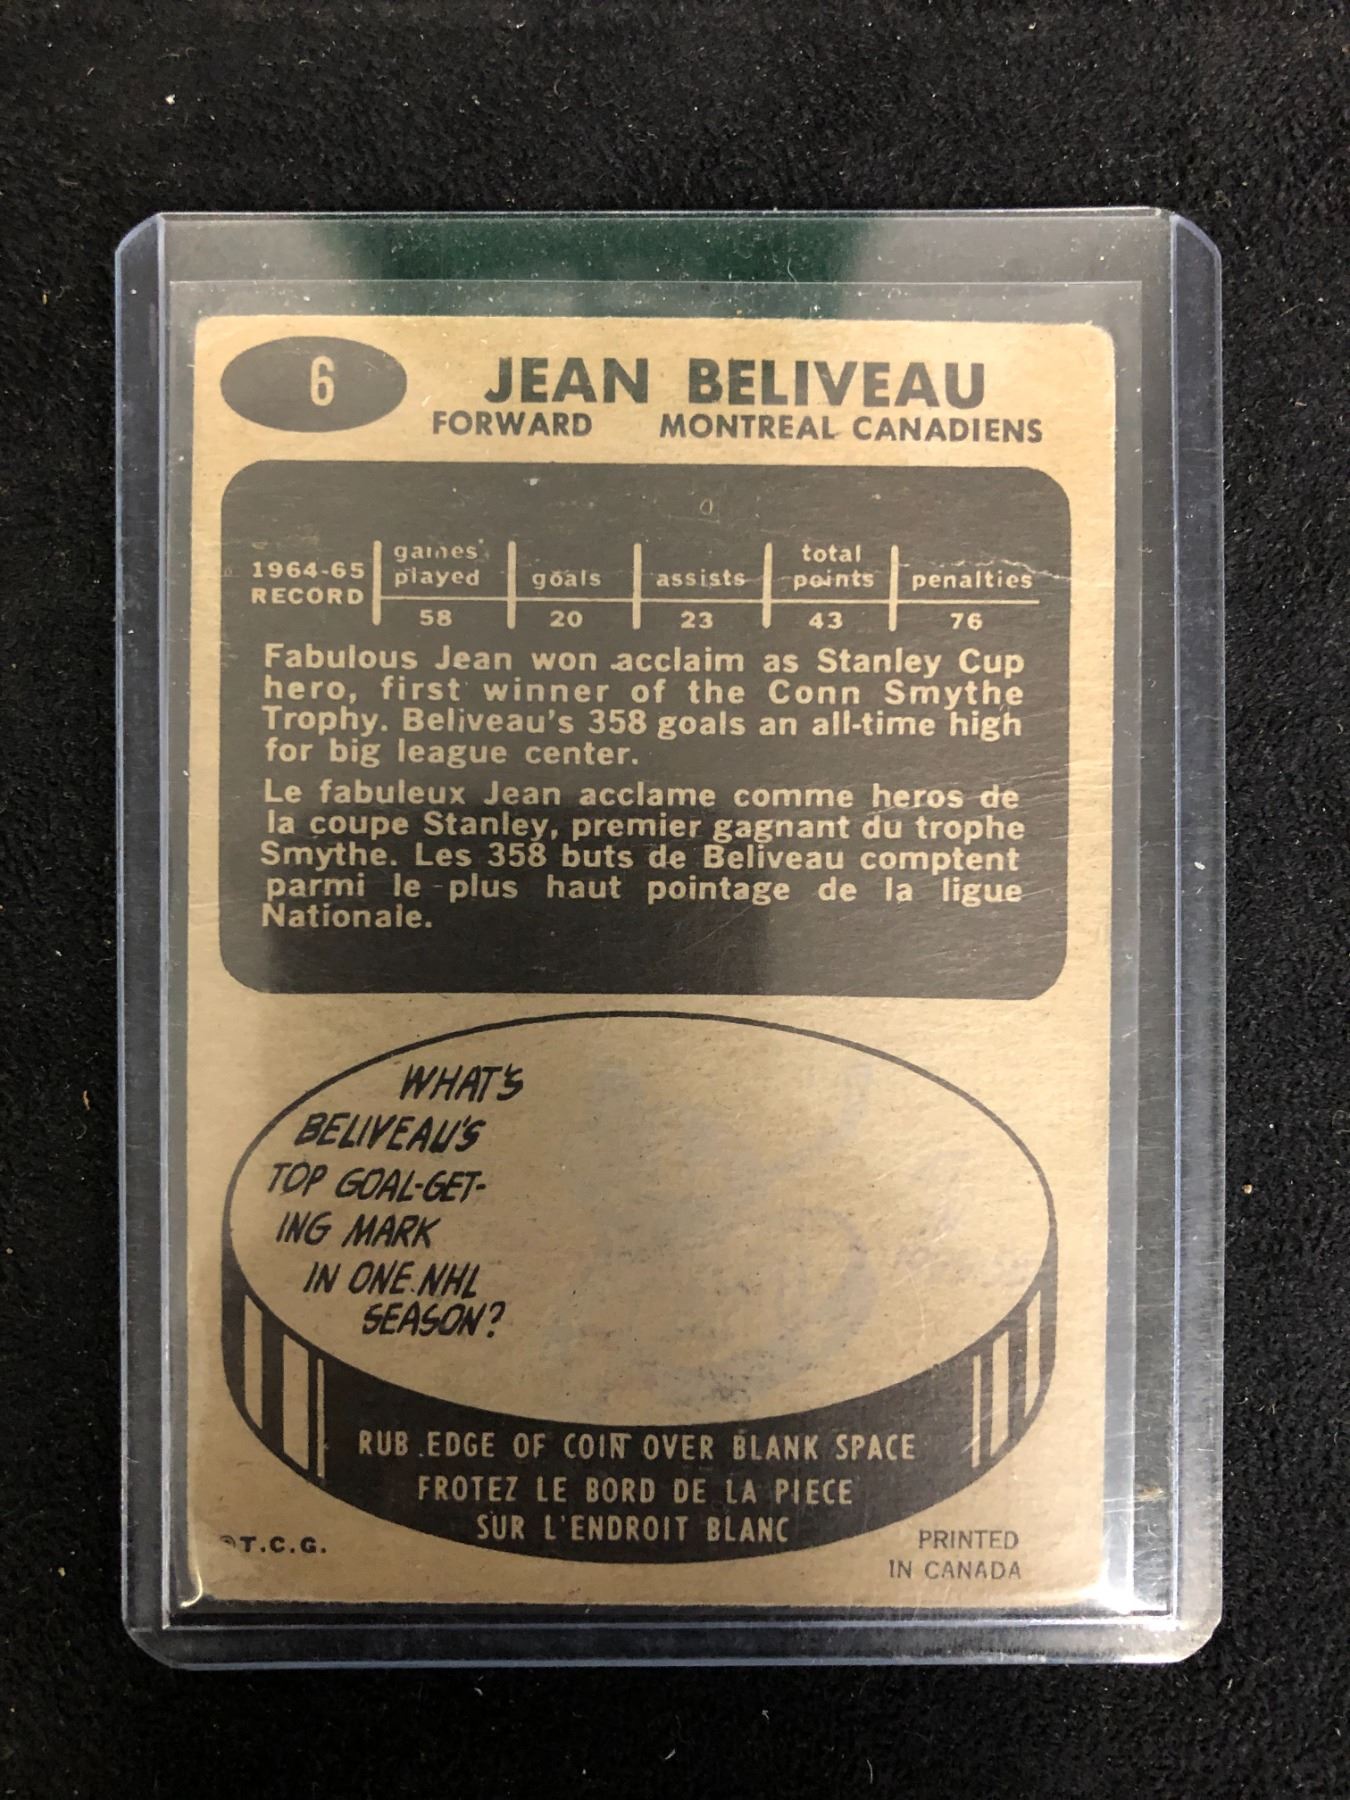 6
JEAN BELIVEAU
FORWARD MONTREAL CANADIENS
1964-65 RECORD
games played goals assists total points penalties
58 20 23 43 76
Fabulous Jean won acclaim as Stanley Cup
hero, first winner of the Conn Smythe
Trophy. Beliveau's 358 goals an all-time high
for big league center.
Le fabuleux Jean acclame comme heros de
la coupe Stanley, premier gagnant du trophe
Smythe. Les 358 buts de Beliveau comptent
parmi le plus haut pointage de la ligue
Nationale.
WHAT'S
BELIVEAU'S
TOP GOAL-GET-
ING MARK
IN ONE NHL
SEASON?
RUB EDGE OF COIN OVER BLANK SPACE
FROTEZ LE BORD DE LA PIECE
SUR L'ENDROIT BLANC
©T.C.G.
PRINTED
IN CANADA